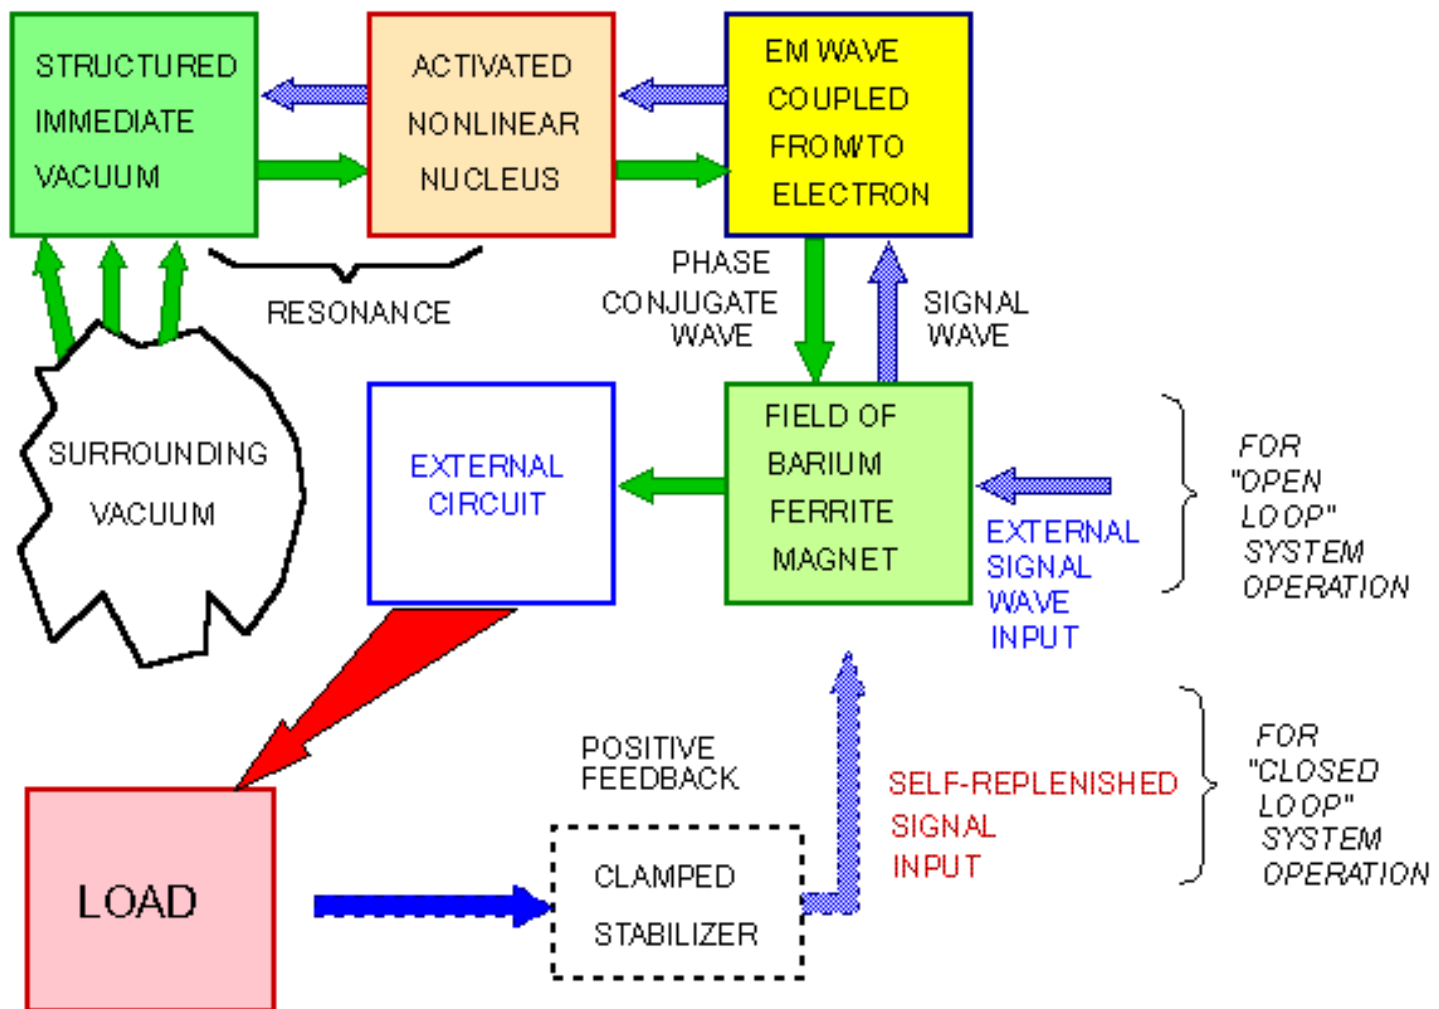 STRUCTURED
IMMEDIATE
VACUUM
ACTIVATED
NONLINEAR
NUCLEUS
EM WAVE
COUPLED
FROM/TO
ELECTRON
RESONANCE
PHASE
CONJUGATE
WAVE
SIGNAL
WAVE
SURROUNDING
VACUUM
EXTERNAL
CIRCUIT
FIELD OF
BARIUM
FERRITE
MAGNET
EXTERNAL
SIGNAL
WAVE
INPUT
FOR
"OPEN
LOOP"
SYSTEM
OPERATION
LOAD
POSITIVE
FEEDBACK
CLAMPED
STABILIZER
SELF-REPLENISHED
SIGNAL
INPUT
FOR
"CLOSED
LOOP"
SYSTEM
OPERATION